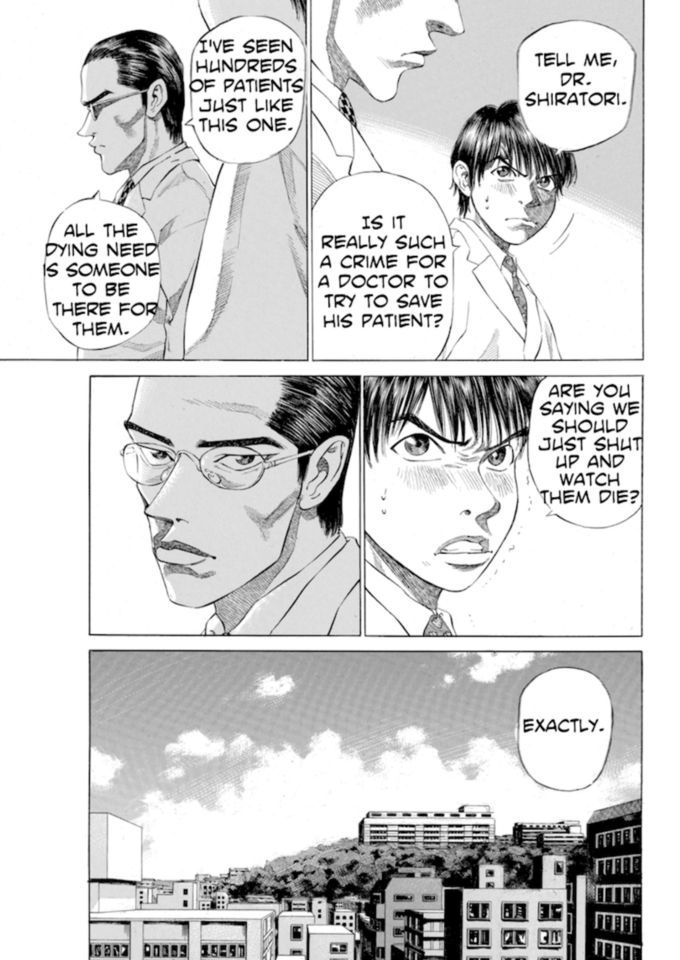 TELL ME,
DR.
SHIRATORI.
IS IT
REALLY SUCH
A CRIME FOR
A DOCTOR TO
TRY TO SAVE
HIS PATIENT?
I'VE SEEN
HUNDREDS
OF PATIENTS
JUST LIKE
THIS ONE.
ALL THE
DYING NEED
IS SOMEONE
TO BE
THERE FOR
THEM.
ARE YOU
SAYING WE
SHOULD
JUST SHUT
UP AND
WATCH
THEM DIE?
EXACTLY.